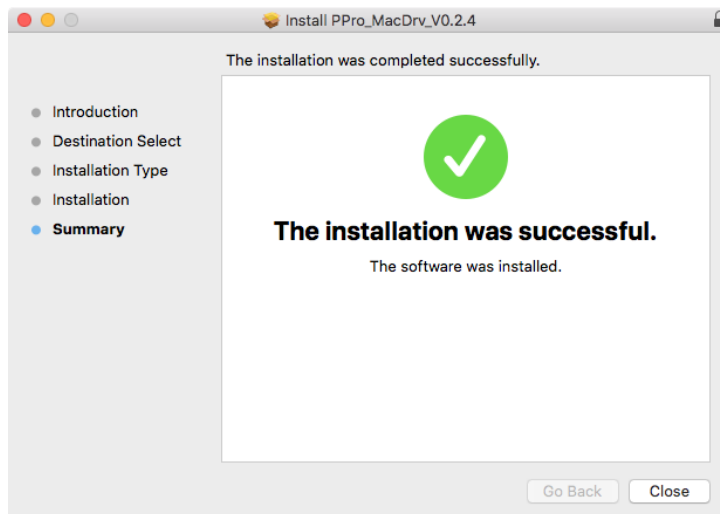 Install PPro_MacDrv_V0.2.4
The installation was completed successfully.
Introduction
Destination Select
Installation Type
Installation
Summary
The installation was successful.
The software was installed.
Go Back
Close